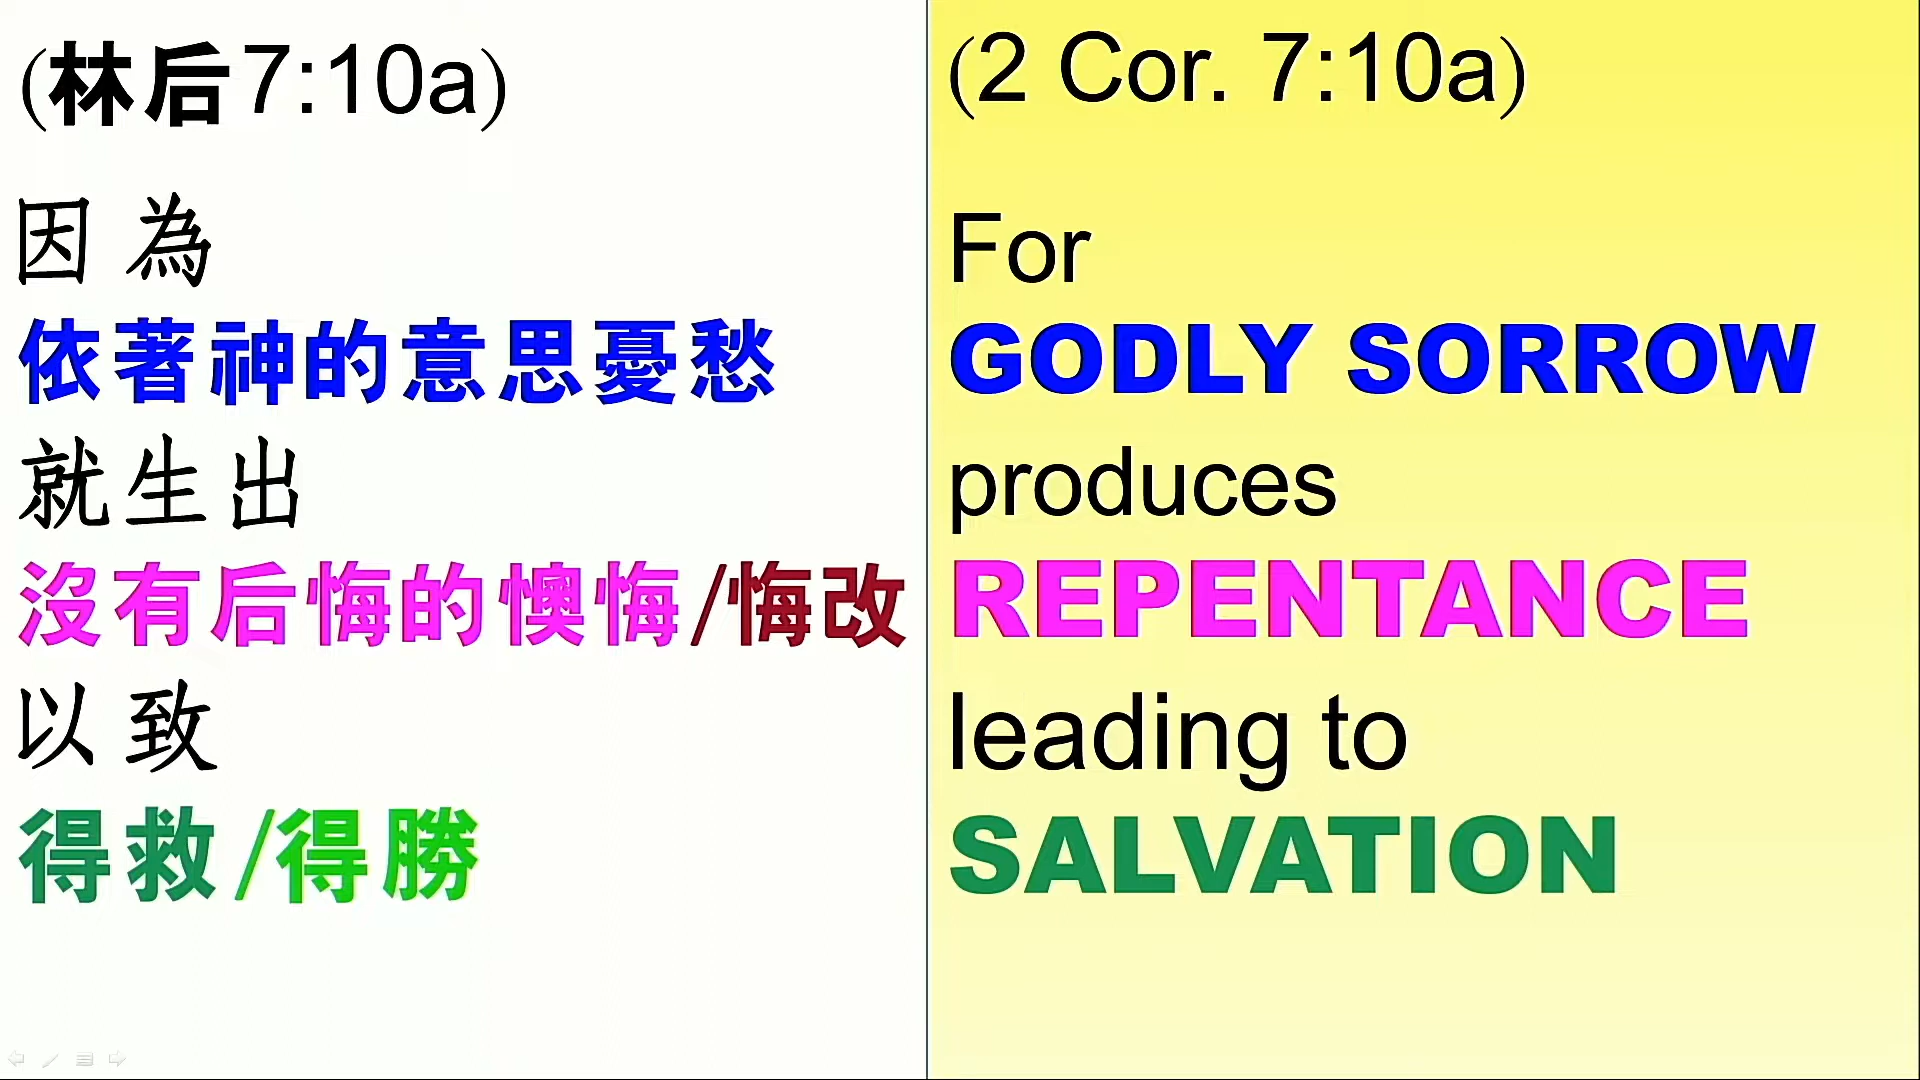 (林后7:10a)
因為
依著神的意思憂愁
就生出
沒有后悔的懊悔/悔改
以致
得救/得勝
(2 Cor. 7:10a)
For
GODLY SORROW
produces
REPENTANCE
leading to
SALVATION